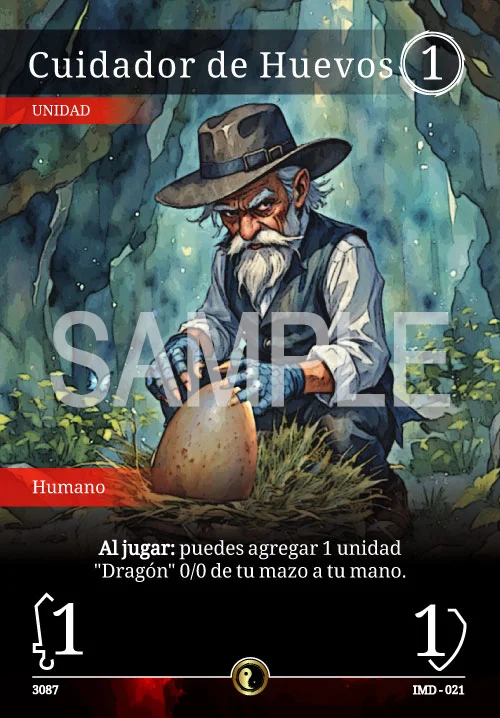 Cuidador de Huevos
1
UNIDAD
SAMPLE
Humano
Al jugar: puedes agregar 1 unidad
"Dragón" 0/0 de tu mazo a tu mano.
1
1
3087
IMD - 021